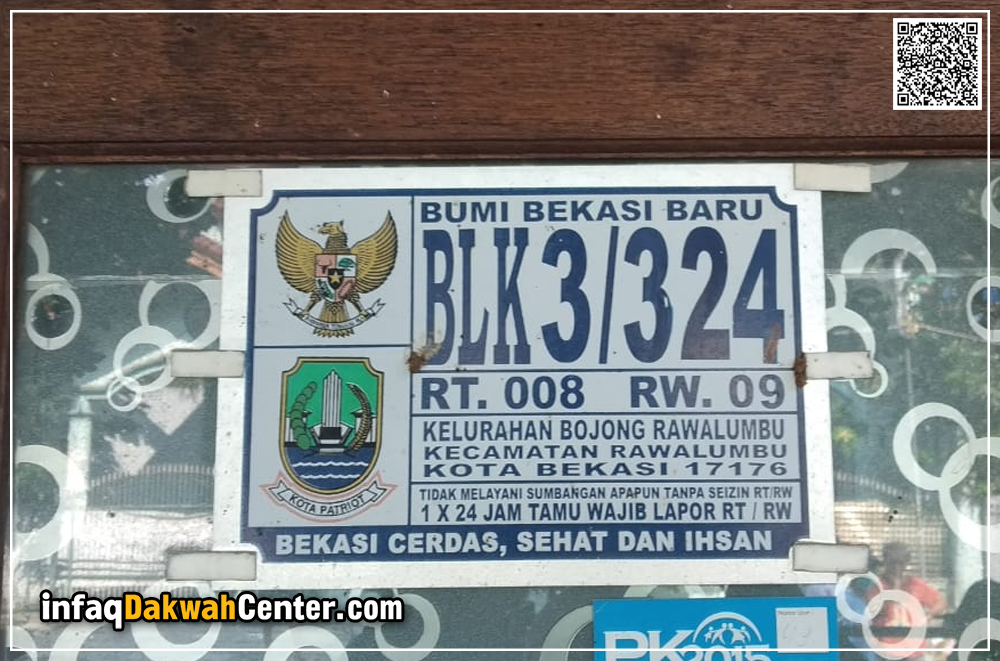 BUMI BEKASI BARU
BLK 3/324
RT. 008 RW. 09
KELURAHAN BOJONG RAWALUMBU
KECAMATAN RAWALUMBU
KOTA BEKASI 17176
TIDAK MELAYANI SUMBANGAN APAPUN TANPA SEIZIN RT/RW
1 X 24 JAM TAMU WAJIB LAPOR RT / RW
KOTA PATRIOT
BEKASI CERDAS, SEHAT DAN IHSAN
infaqDakwahCenter.com
PK2015